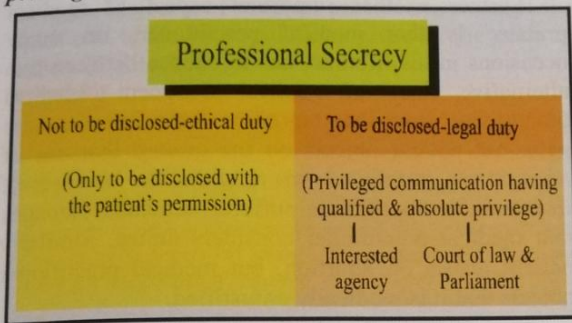 Professional Secrecy
Not to be disclosed-ethical duty
(Only to be disclosed with
the patient's permission)
To be disclosed-legal duty
(Privileged communication having
qualified & absolute privilege)
Interested
agency
Court of law &
Parliament